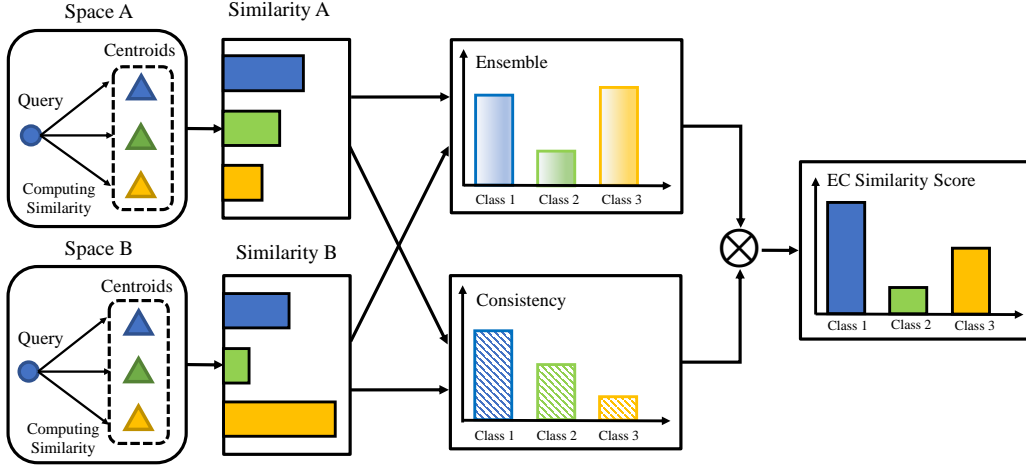 Space A
Centroids
Query
Computing
Similarity
Similarity A
Space B
Centroids
Query
Computing
Similarity
Similarity B
Ensemble
Class 1 Class 2 Class 3
Consistency
Class 1 Class 2 Class 3
EC Similarity Score
Class 1 Class 2 Class 3